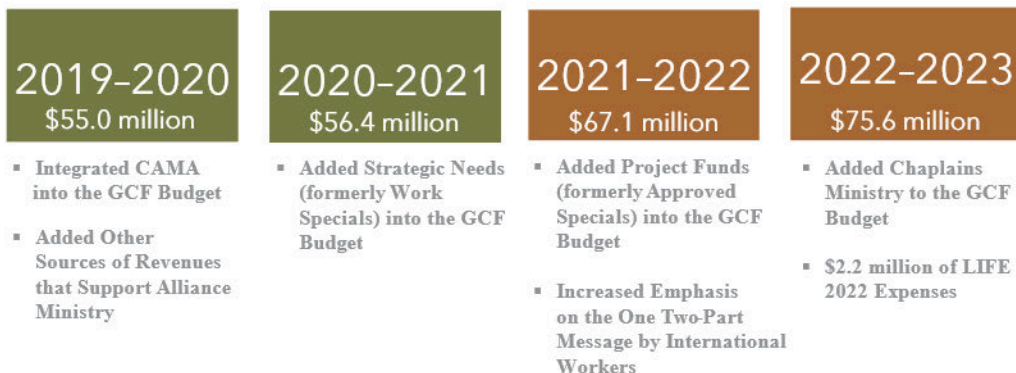 2019–2020
$55.0 million
▪ Integrated CAMA
into the GCF Budget
▪ Added Other
Sources of Revenues
that Support Alliance
Ministry
2020–2021
$56.4 million
▪ Added Strategic Needs
(formerly Work
Specials) into the GCF
Budget
2021–2022
$67.1 million
▪ Added Project Funds
(formerly Approved
Specials) into the GCF
Budget
▪ Increased Emphasis
on the One Two-Part
Message by International
Workers
2022–2023
$75.6 million
▪ Added Chaplains
Ministry to the GCF
Budget
▪ $2.2 million of LIFE
2022 Expenses